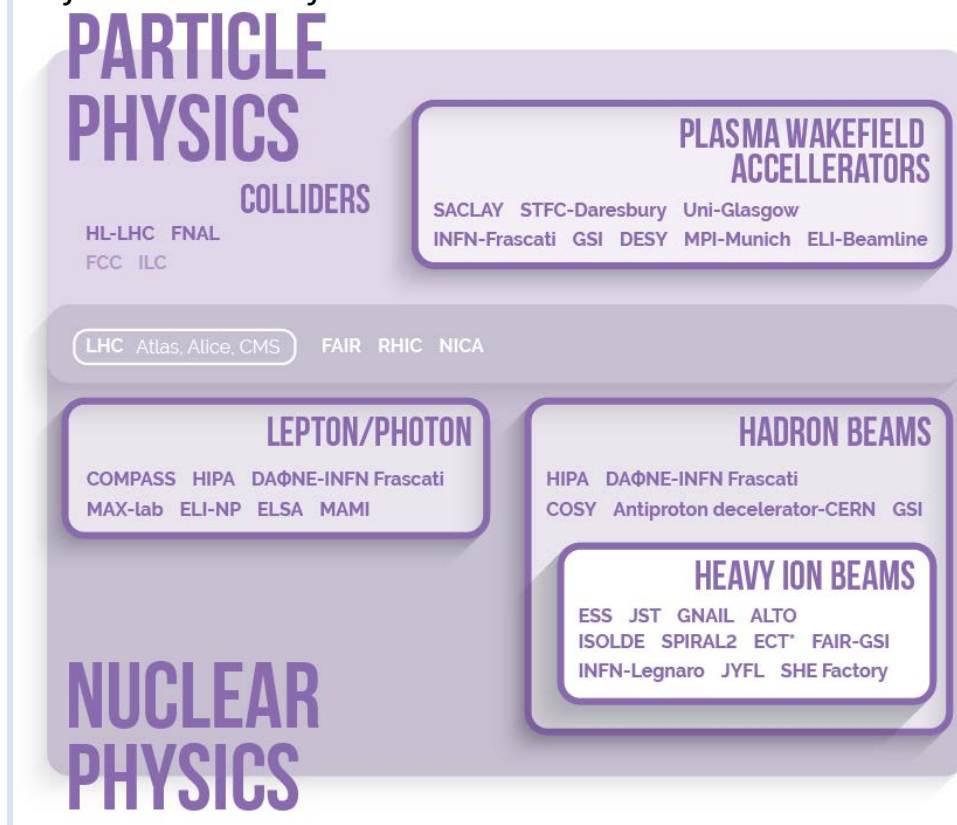 PARTICLE
PHYSICS
PLASMA WAKEFIELD
ACCELLERATORS
SACLAY STFC-Daresbury Uni-Glasgow
INFN-Frascati GSI DESY MPI-Munich ELI-Beamline
COLLIDERS
HL-LHC FNAL
FCC ILC
LHC Atlas, Alice, CMS FAIR RHIC NICA
LEPTON/PHOTON
COMPASS HIPA DAΦNE-INFN Frascati
MAX-lab ELI-NP ELSA MAMI
HADRON BEAMS
HIPA DAΦNE-INFN Frascati
COSY Antiproton decelerator-CERN GSI
HEAVY ION BEAMS
ESS JST GNAIL ALTO
ISOLDE SPIRAL2 ECT* FAIR-GSI
INFN-Legnaro JYFL SHE Factory
NUCLEAR
PHYSICS